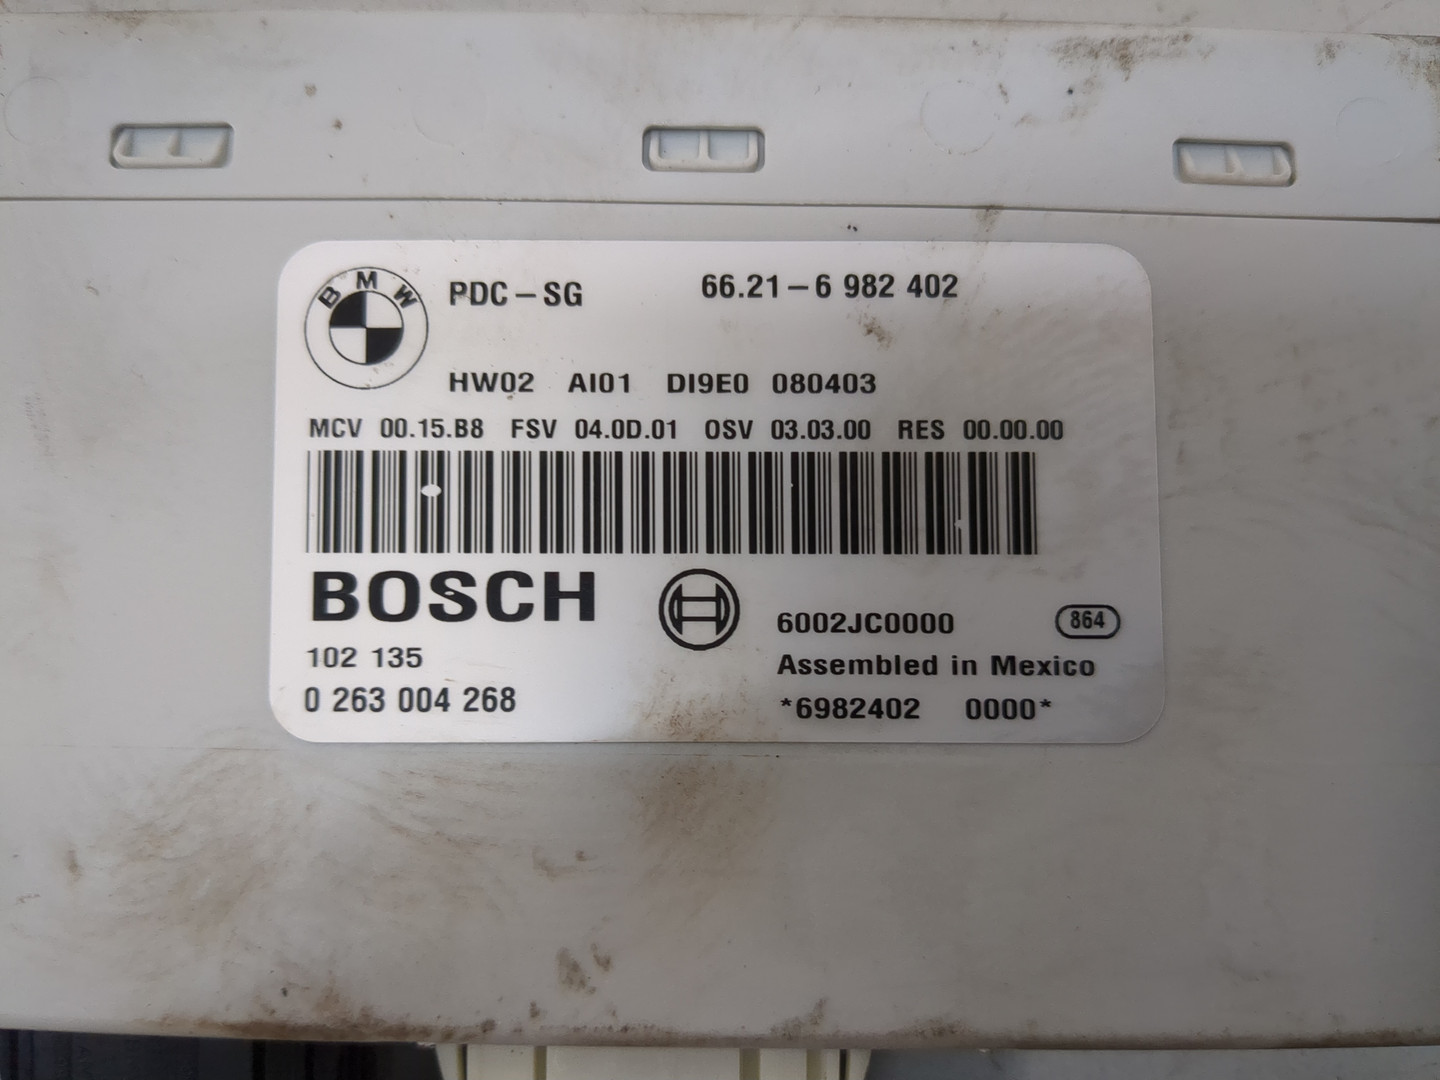 BMW
PDC-SG 66.21-6 982 402
HW02 AI01 DI9E0 080403
MCV 00.15.B8 FSV 04.0D.01 OSV 03.03.00 RES 00.00.00
BOSCH
6002JC0000 864
102 135 Assembled in Mexico
0 263 004 268 *6982402 0000*